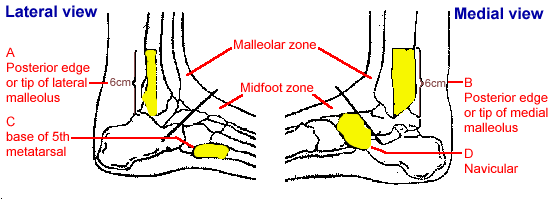 Lateral view
Medial view
A
Posterior edge
or tip of lateral
malleolus
6cm
C
base of 5th
metatarsal
Malleolar zone
Midfoot zone
6cm
B
Posterior edge
or tip of medial
malleolus
D
Navicular